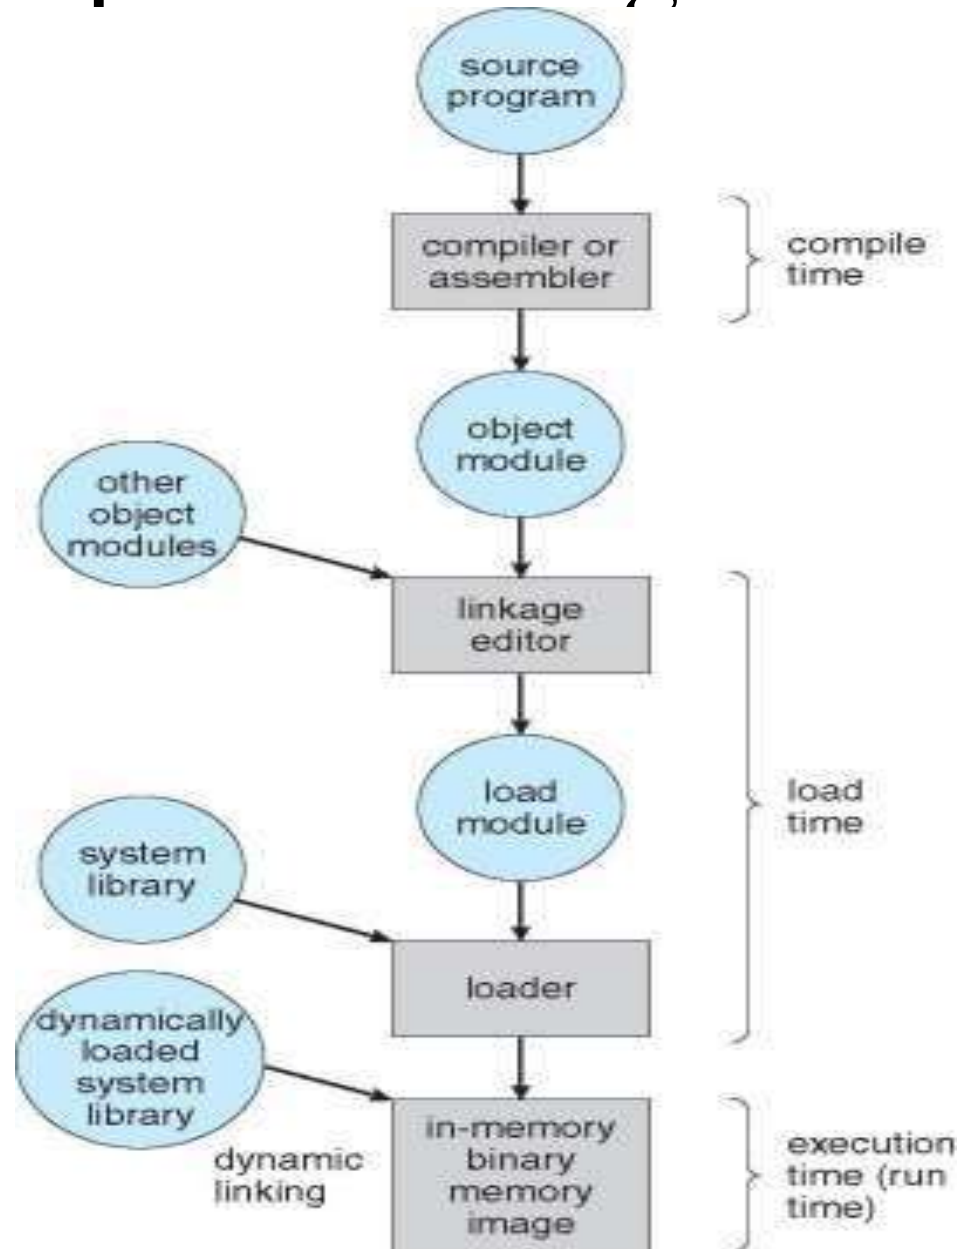 source
program
compiler or
assembler
compile
time
object
module
other
object
modules
linkage
editor
load
module
load
time
system
library
loader
dynamically
loaded
system
library
dynamic
linking
in-memory
binary
memory
image
execution
time (run
time)